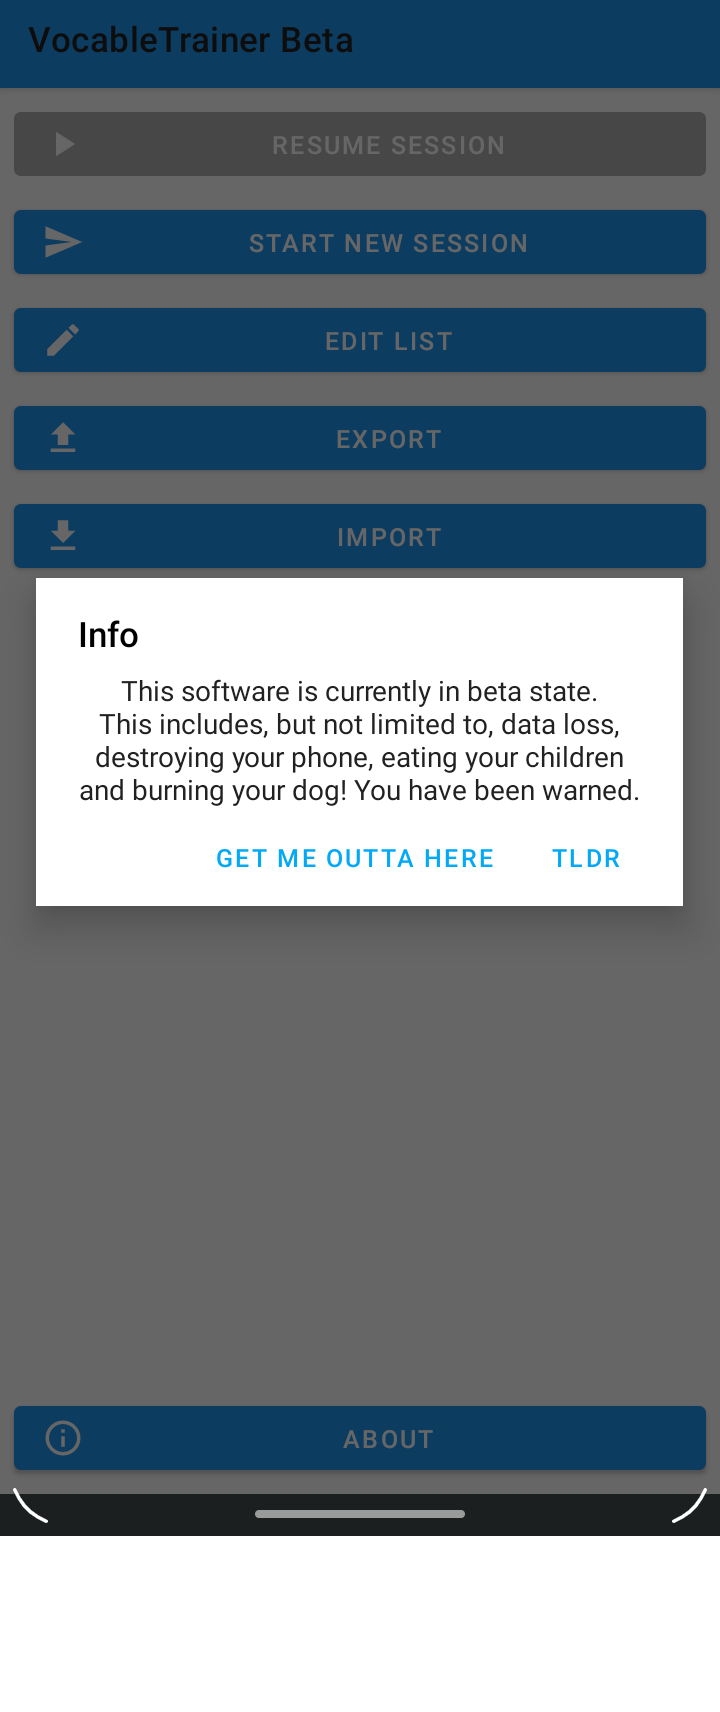 VocableTrainer Beta
RESUME SESSION
START NEW SESSION
EDIT LIST
EXPORT
IMPORT
Info
This software is currently in beta state.
This includes, but not limited to, data loss,
destroying your phone, eating your children
and burning your dog! You have been warned.
GET ME OUTTA HERE TLDR
ABOUT